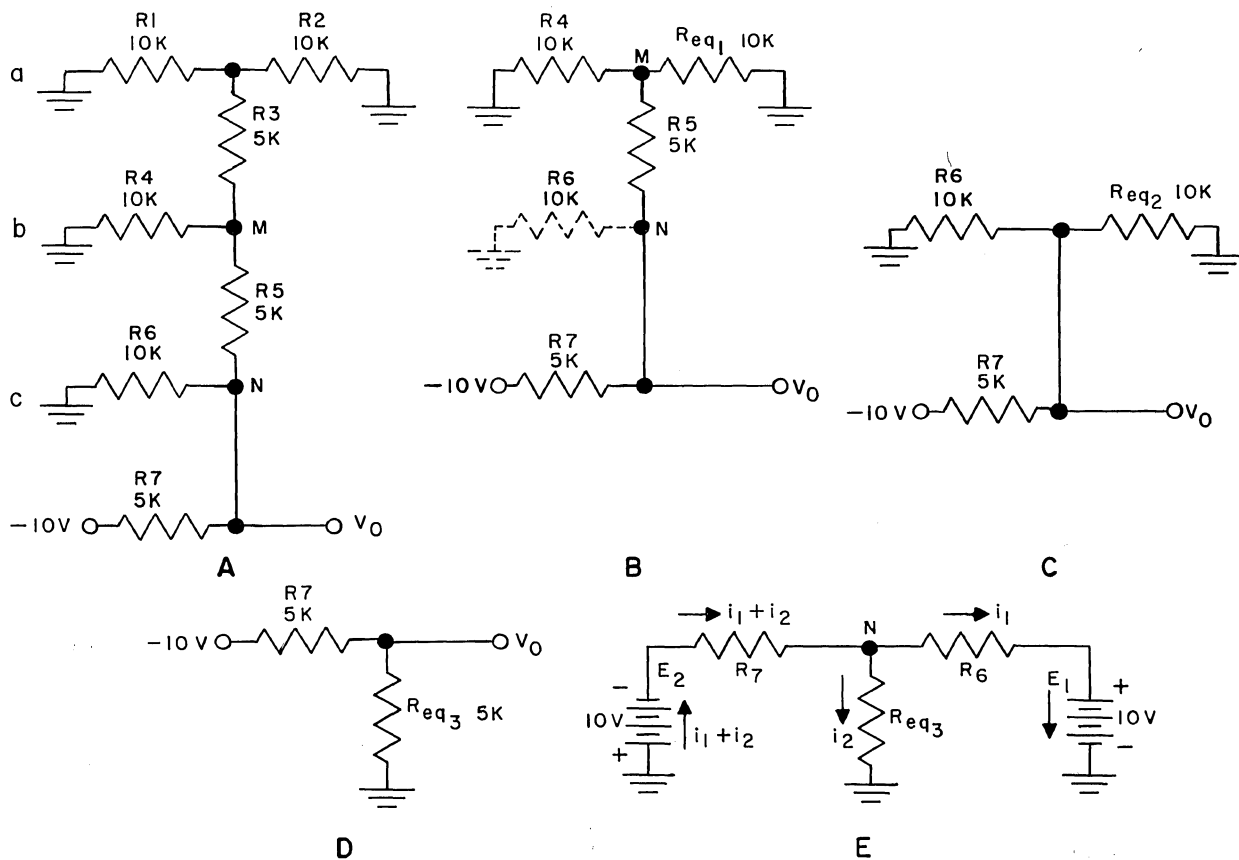 R1
10K
R2
10K
a
R3
5K
R4
10K
b
M
R5
5K
R6
10K
c
N
R7
5K
−10V
V0
A
R4
10K
M
Req1 10K
R5
5K
R6
10K
N
R7
5K
−10V
V0
B
R6
10K
Req2 10K
R7
5K
−10V
V0
C
R7
5K
−10V
V0
Req3 5K
D
i1+i2
N
i1
R7
R6
E2
-
10V
+
i1+i2
i2
Req3
E1
+
10V
-
E